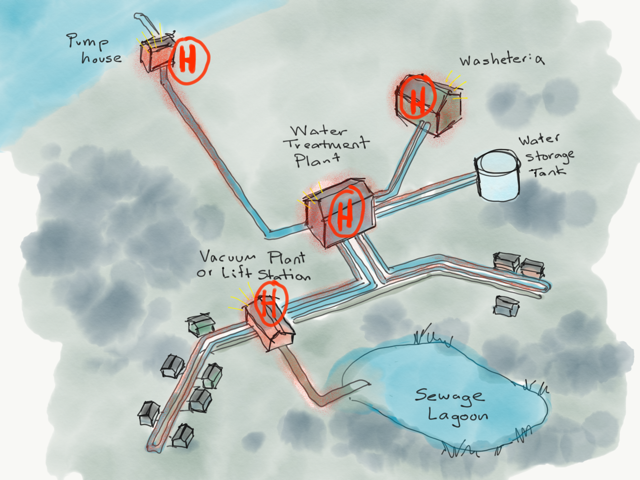 Pump
house
H
Washeteria
H
Water
Treatment
Plant
Water
Storage
Tank
H
Vacuum Plant
or Lift Station
H
Sewage
Lagoon